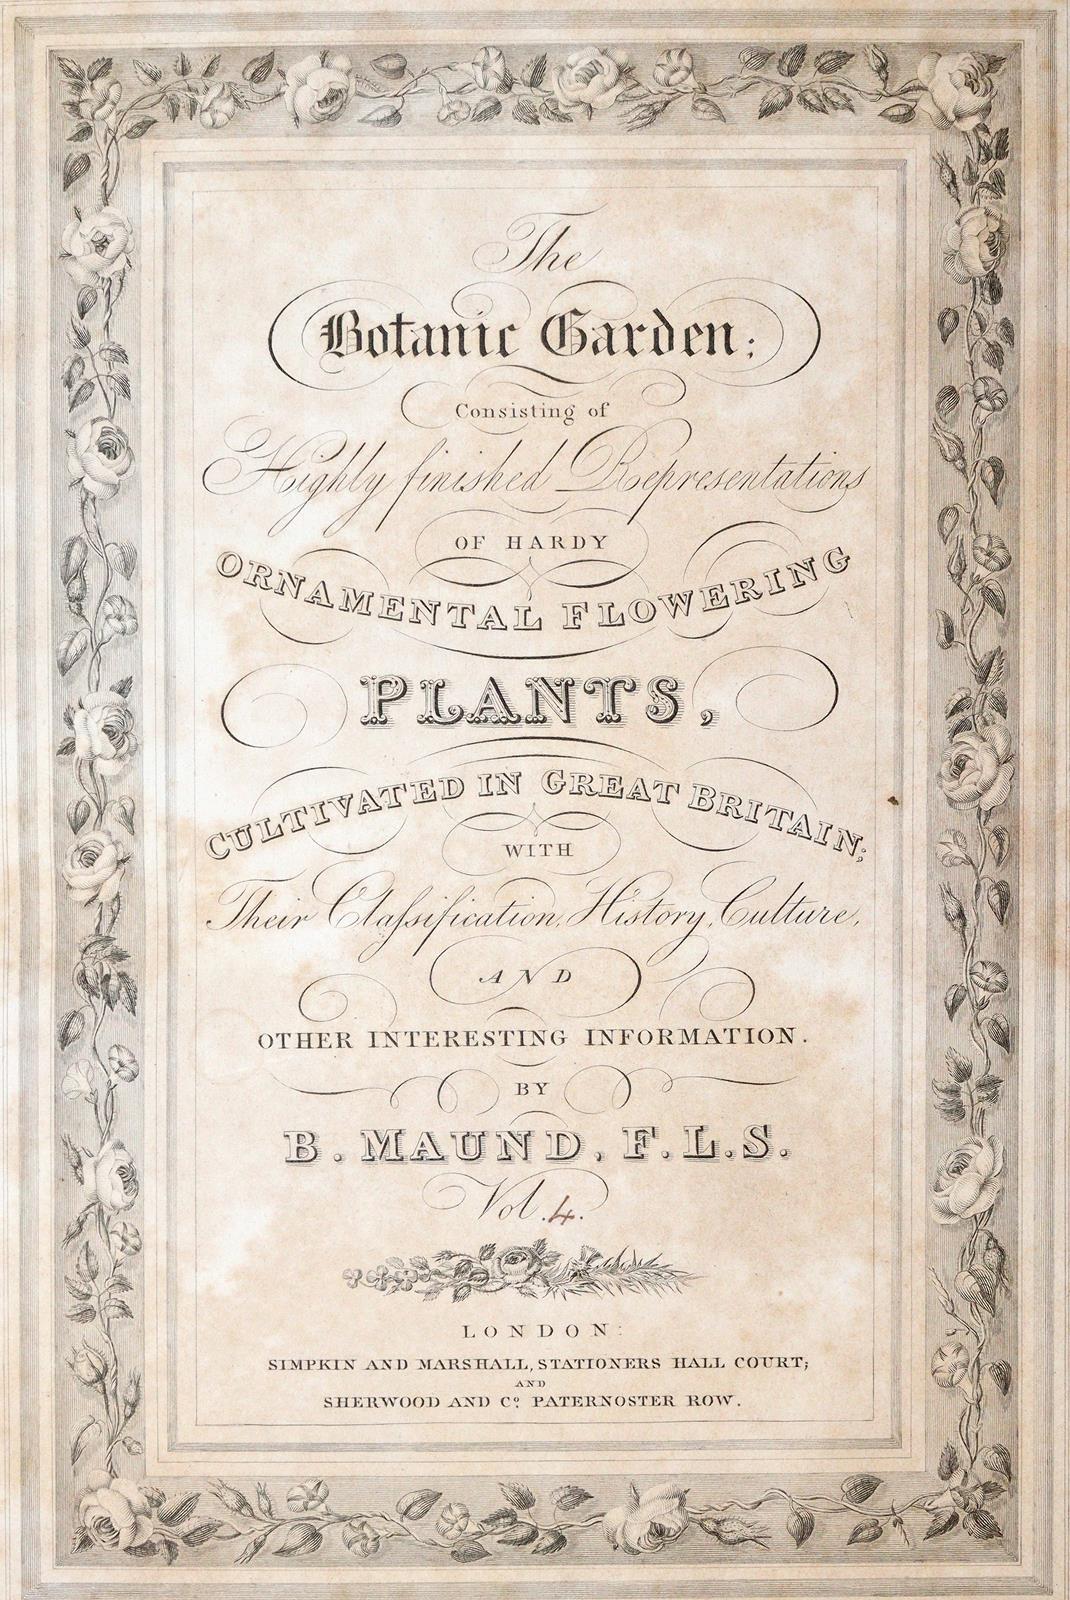 The
Botanic Garden;
Consisting of
Highly finished Representations
OF HARDY
ORNAMENTAL FLOWERING
PLANTS,
CULTIVATED IN GREAT BRITAIN;
WITH
Their Claſsification, History, Culture,
AND
OTHER INTERESTING INFORMATION.
BY
B. MAUND, F.L.S.
Vol. 4.
LONDON:
SIMPKIN AND MARSHALL, STATIONERS HALL COURT;
AND
SHERWOOD AND Cº. PATERNOSTER ROW.